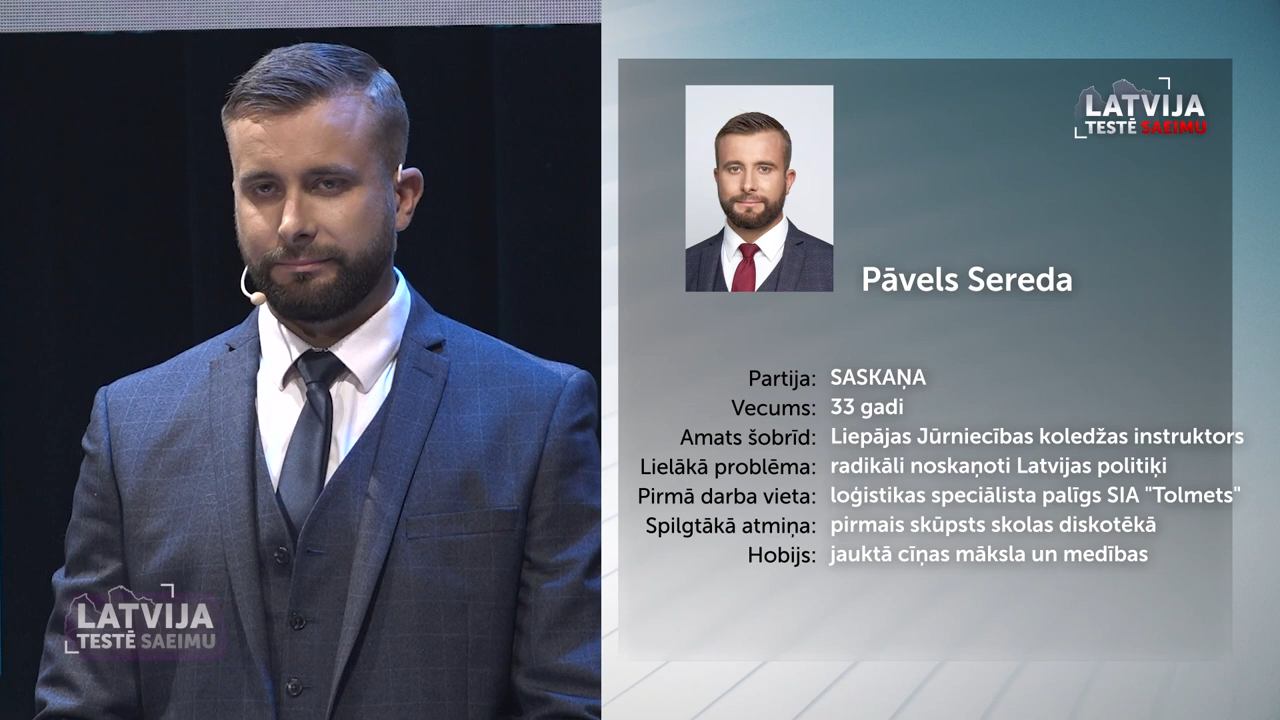 LATVIJA
TESTĒ SAEIMU
Pāvels Sereda
Partija: SASKAŅA
Vecums: 33 gadi
Amats šobrīd: Liepājas Jūrniecības koledžas instruktors
Lielākā problēma: radikāli noskaņoti Latvijas politiķi
Pirmā darba vieta: loģistikas speciālista palīgs SIA "Tolmets"
Spilgtākā atmiņa: pirmais skūpsts skolas diskotēkā
Hobijs: jauktā cīņas māksla un medības
LATVIJA
TESTĒ SAEIMU